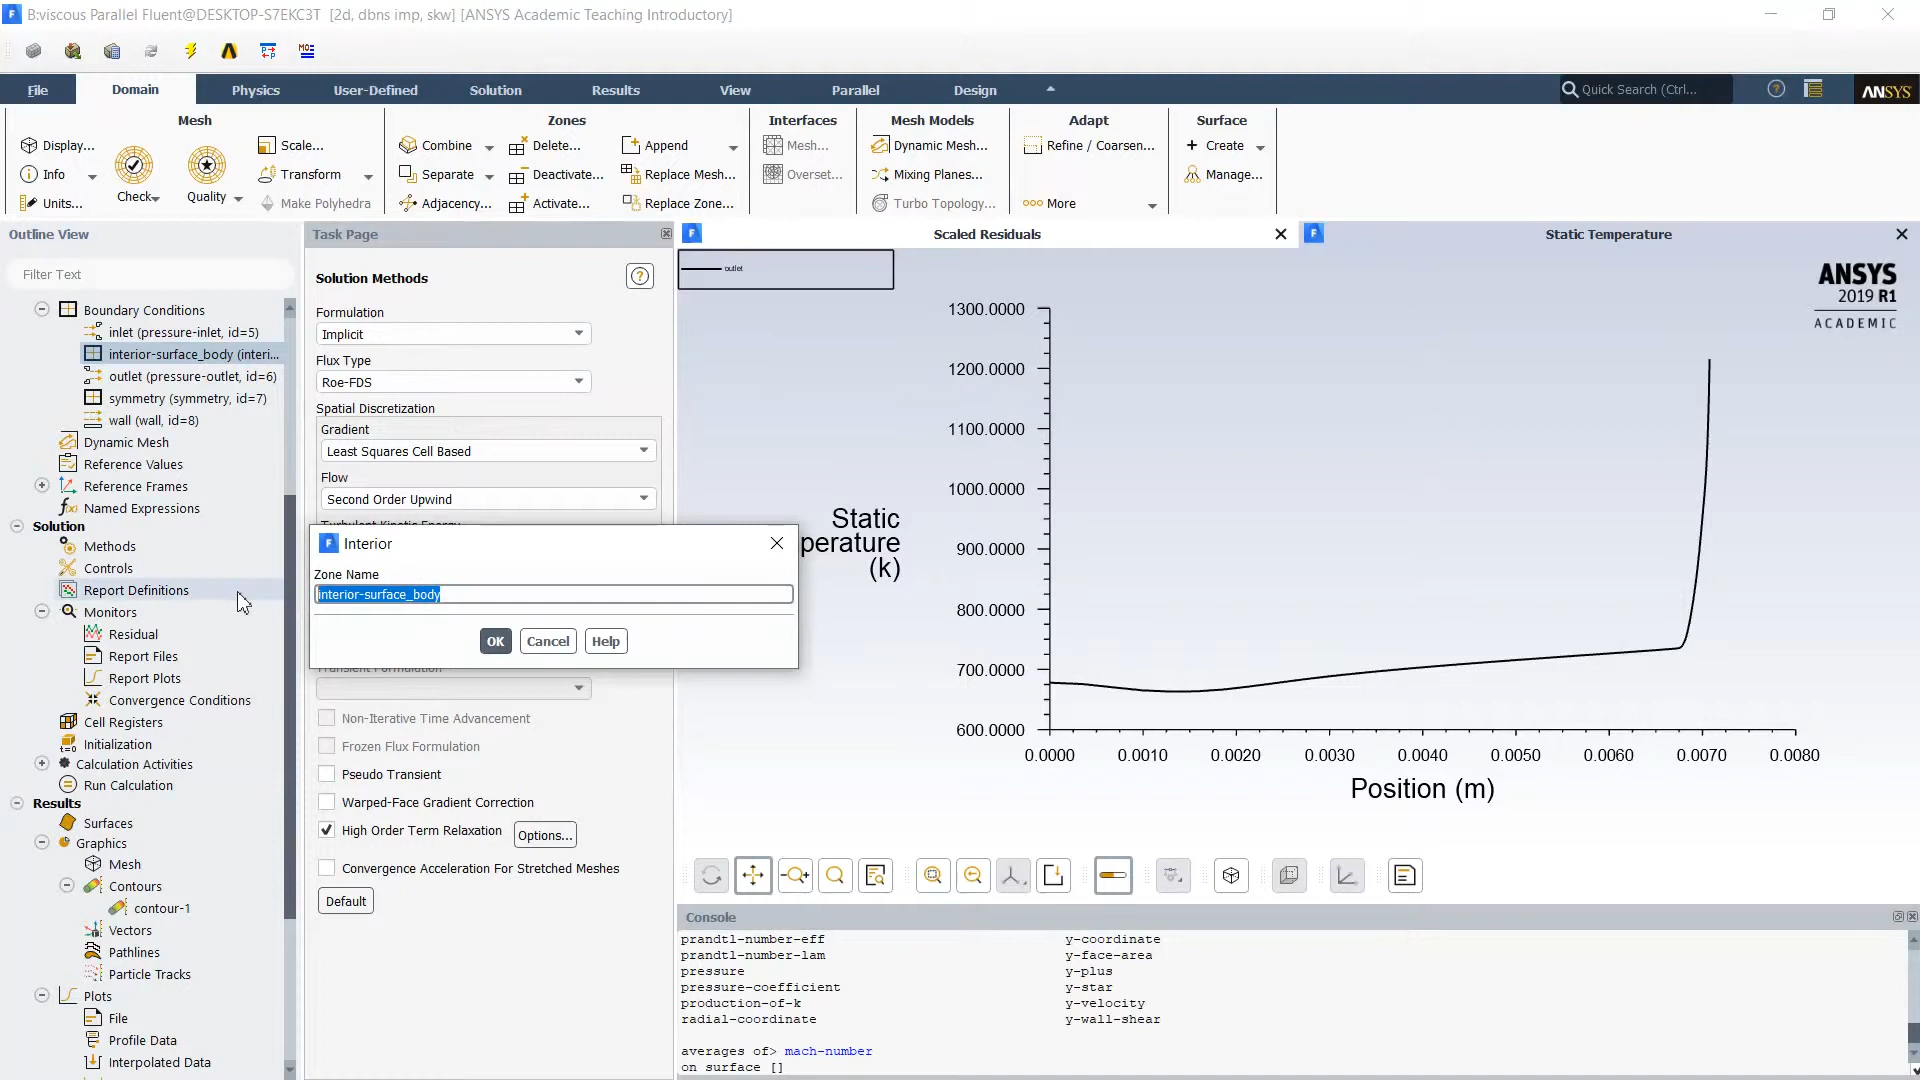 B:viscous Parallel Fluent@DESKTOP-S7EKC3T [2d, dbns imp, skw] [ANSYS Academic Teaching Introductory]
File Domain Physics User-Defined Solution Results View Parallel Design Quick Search (Ctrl... ANSYS
Mesh Zones Interfaces Mesh Models Adapt Surface
Display... Scale... Combine Delete... Append Mesh... Dynamic Mesh... Refine / Coarsen... Create
Info Transform Separate Deactivate... Replace Mesh... Overset... Mixing Planes... Manage...
Check Quality
Units... Make Polyhedra Adjacency... Activate... Replace Zone... Turbo Topology... More
Outline View
Filter Text
Boundary Conditions
inlet (pressure-inlet, id=5)
interior-surface_body (interi...
outlet (pressure-outlet, id=6)
symmetry (symmetry, id=7)
wall (wall, id=8)
Dynamic Mesh
Reference Values
Reference Frames
Named Expressions
Solution
Methods
Controls
Report Definitions
Monitors
Residual
Report Files
Report Plots
Convergence Conditions
Cell Registers
Initialization
Calculation Activities
Run Calculation
Results
Surfaces
Graphics
Mesh
Contours
contour-1
Vectors
Pathlines
Particle Tracks
Plots
File
Profile Data
Interpolated Data
Task Page
Solution Methods
Formulation
Implicit
Flux Type
Roe-FDS
Spatial Discretization
Gradient
Least Squares Cell Based
Flow
Second Order Upwind
Interior
Zone Name
interior-surface_body
OK Cancel Help
Non-Iterative Time Advancement
Frozen Flux Formulation
Pseudo Transient
Warped-Face Gradient Correction
High Order Term Relaxation Options...
Convergence Acceleration For Stretched Meshes
Default
Scaled Residuals
Static Temperature
outlet
ANSYS
2019 R1
ACADEMIC
1300.0000
1200.0000
1100.0000
1000.0000
900.0000
800.0000
700.0000
600.0000
Static
perature
(k)
0.0000 0.0010 0.0020 0.0030 0.0040 0.0050 0.0060 0.0070 0.0080
Position (m)
Console
prandtl-number-eff y-coordinate
prandtl-number-lam y-face-area
pressure y-plus
pressure-coefficient y-star
production-of-k y-velocity
radial-coordinate y-wall-shear
averages of> mach-number
on surface []